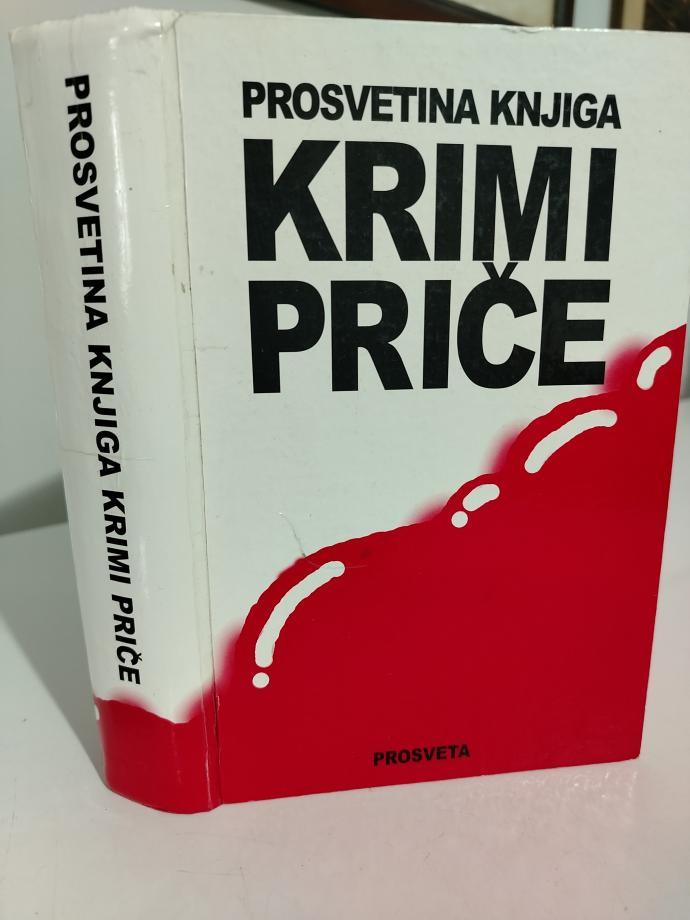 PROSVETINA KNJIGA KRIMI PRIČE
PROSVETINA KNJIGA
KRIMI
PRIČE
PROSVETA